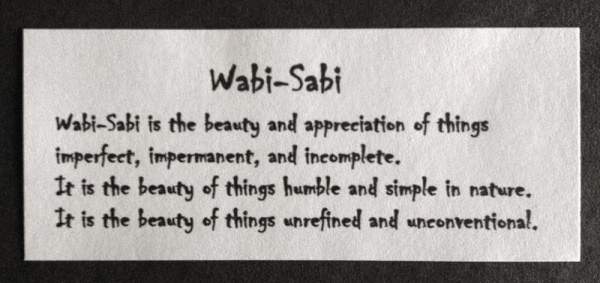 Wabi-Sabi
Wabi-Sabi is the beauty and appreciation of things
imperfect, impermanent, and incomplete.
It is the beauty of things humble and simple in nature.
It is the beauty of things unrefined and unconventional.